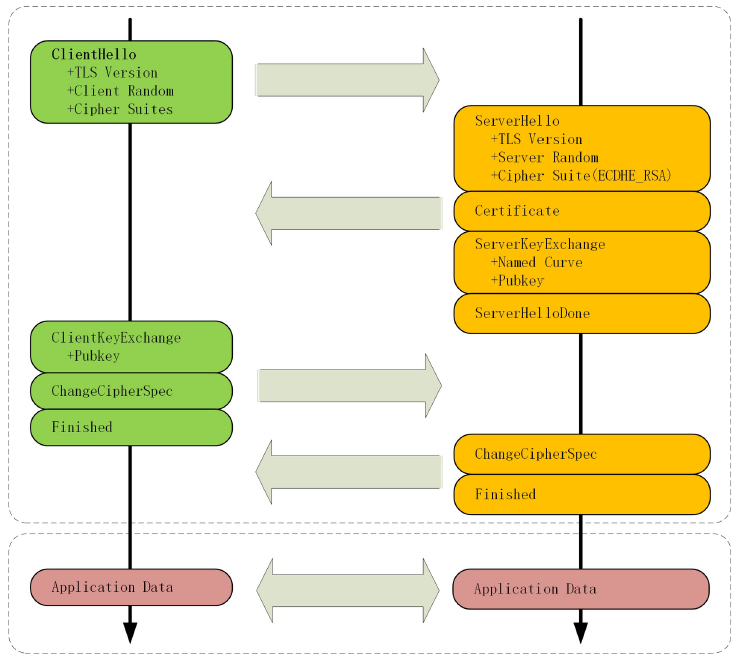 ClientHello
+TLS Version
+Client Random
+Cipher Suites
ServerHello
+TLS Version
+Server Random
+Cipher Suite(ECDHE_RSA)
Certificate
ServerKeyExchange
+Named Curve
+Pubkey
ServerHelloDone
ClientKeyExchange
+Pubkey
ChangeCipherSpec
Finished
ChangeCipherSpec
Finished
Application Data
Application Data